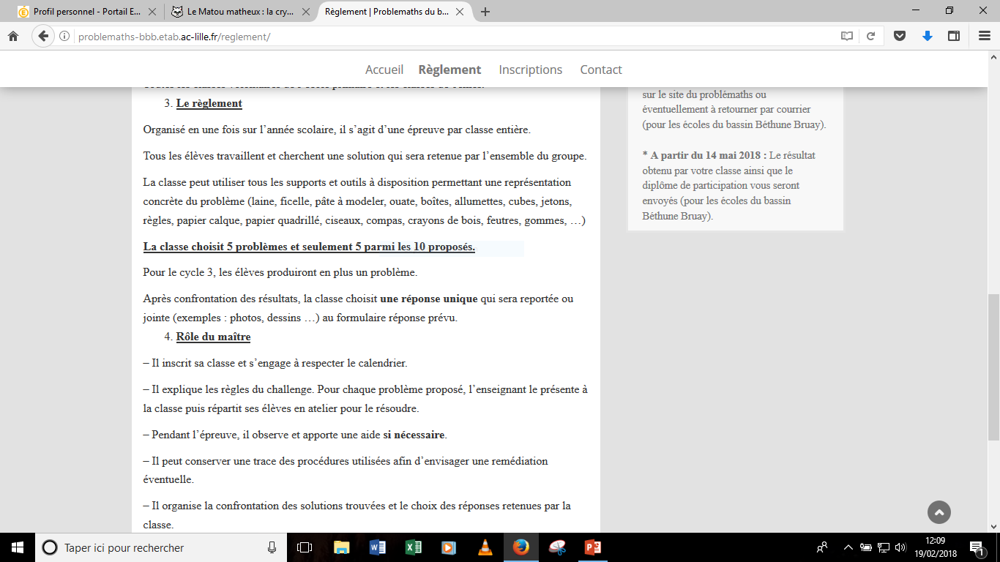 Profil personnel - Portail E...
Le Matou matheux : la cry...
Règlement | Problemaths du b...
problemaths-bbb.etab.ac-lille.fr/reglement/
Accueil Règlement Inscriptions Contact
3. Le règlement
Organisé en une fois sur l’année scolaire, il s’agit d’une épreuve par classe entière.
Tous les élèves travaillent et cherchent une solution qui sera retenue par l’ensemble du groupe.
La classe peut utiliser tous les supports et outils à disposition permettant une représentation
concrète du problème (laine, ficelle, pâte à modeler, ouate, boîtes, allumettes, cubes, jetons,
règles, papier calque, papier quadrillé, ciseaux, compas, crayons de bois, feutres, gommes, …)
La classe choisit 5 problèmes et seulement 5 parmi les 10 proposés.
Pour le cycle 3, les élèves produiront en plus un problème.
Après confrontation des résultats, la classe choisit une réponse unique qui sera reportée ou
jointe (exemples : photos, dessins …) au formulaire réponse prévu.
4. Rôle du maître
– Il inscrit sa classe et s’engage à respecter le calendrier.
– Il explique les règles du challenge. Pour chaque problème proposé, l’enseignant le présente à
la classe puis répartit ses élèves en atelier pour le résoudre.
– Pendant l’épreuve, il observe et apporte une aide si nécessaire.
– Il peut conserver une trace des procédures utilisées afin d’envisager une remédiation
éventuelle.
– Il organise la confrontation des solutions trouvées et le choix des réponses retenues par la
classe.
sur le site du problémaths ou
éventuellement à retourner par courrier
(pour les écoles du bassin Béthune Bruay).
* A partir du 14 mai 2018 : Le résultat
obtenu par votre classe ainsi que le
diplôme de participation vous seront
envoyés (pour les écoles du bassin
Béthune Bruay).
Taper ici pour rechercher
12:09
19/02/2018
1